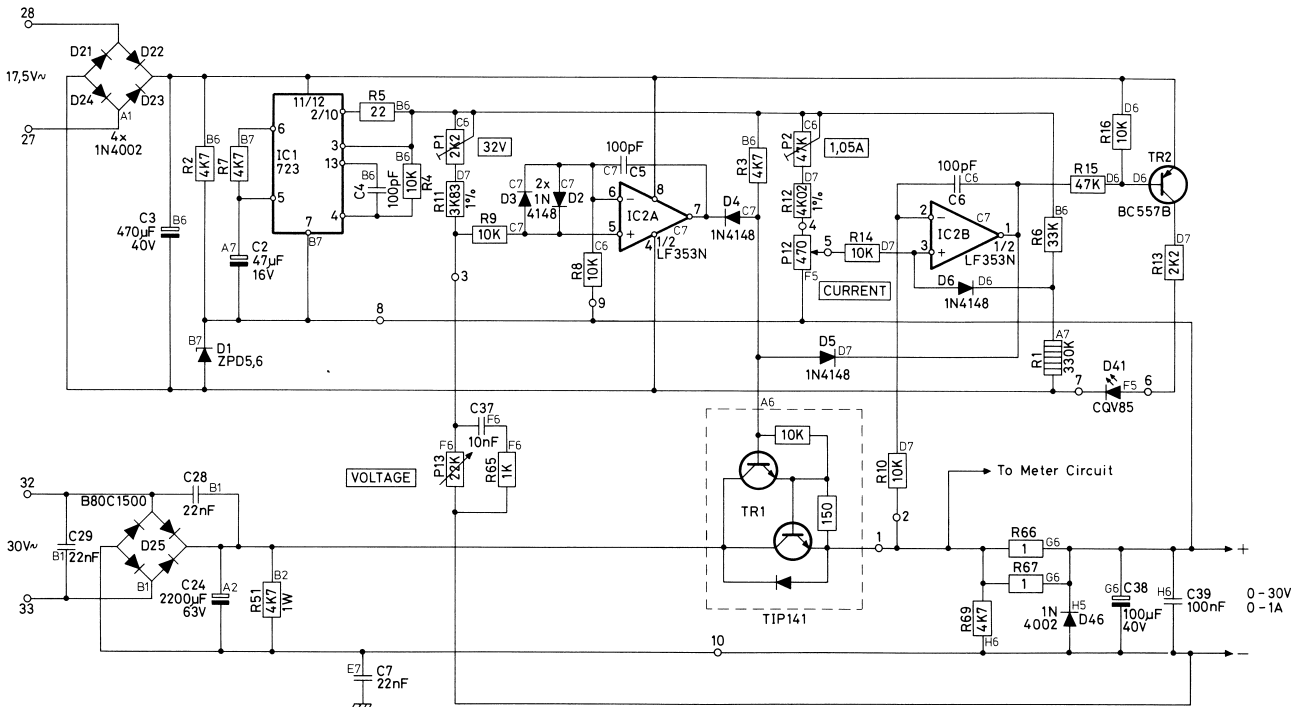 28
17,5V~
27
D21
D22
D24
D23
A1
4x
1N4002
C3
470µF
40V
B6
R2
4K7
B6
R7
4K7
B7
A7
C2
47µF
16V
B7
D1
ZPD5,6
11/12
2/10
6
IC1
723
3
13
5
4
7
B7
R5
22
B6
B6
C4
100pF
B6
10K
R4
8
P1
2K2
C6
32V
R11
3K83
1%
D7
R9
10K
C7
3
C7
D3
2x
1N
4148
C7
D2
100pF
C7
C5
8
6
−
IC2A
7
5
+
C7
4
1/2
LF353N
C6
R8
10K
9
D4
1N4148
C7
R3
4K7
B6
P2
47K
C6
1,05A
R12
4K02
1%
D7
4
P12
470
F5
5
R14
10K
D7
CURRENT
100pF
C6
C6
2
−
C7
IC2B
1
3
+
1/2
LF353N
D6
D6
1N4148
D5
D7
1N4148
R15
47K
D6
R16
10K
D6
D6
TR2
BC557B
R6
33K
B6
R13
2K2
D7
R1
330K
A7
7
D41
F5
6
CQV85
C37
F6
10nF
F6
P13
22K
F6
R65
1K
VOLTAGE
A6
10K
TR1
150
TIP141
D7
R10
10K
2
To Meter Circuit
1
32
B80C1500
C28
B1
22nF
C29
B1
22nF
30V~
D25
B1
33
C24
A2
2200µF
63V
R51
4K7
1W
B2
E7
C7
22nF
10
R66
1
G6
R67
1
G6
R69
4K7
H6
1N
4002
H5
D46
C38
G6
100µF
40V
H6
C39
100nF
+
0-30V
0-1A
−